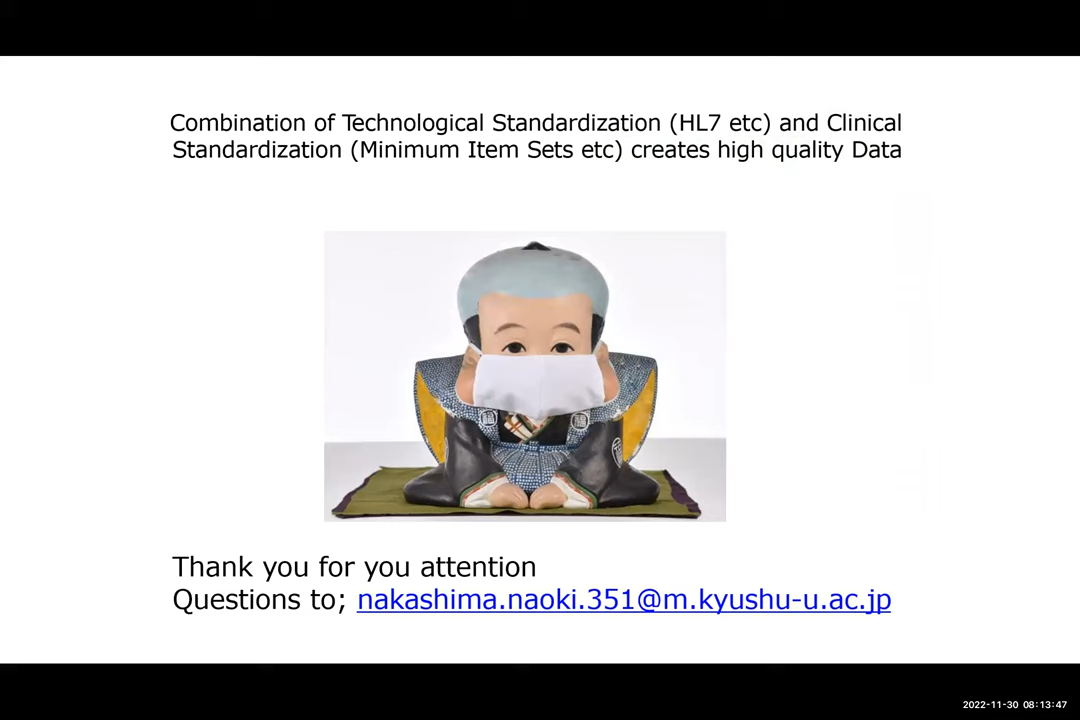 Combination of Technological Standardization (HL7 etc) and Clinical
Standardization (Minimum Item Sets etc) creates high quality Data
Thank you for you attention
Questions to; nakashima.naoki.351@m.kyushu-u.ac.jp
2022-11-30 08:13:47